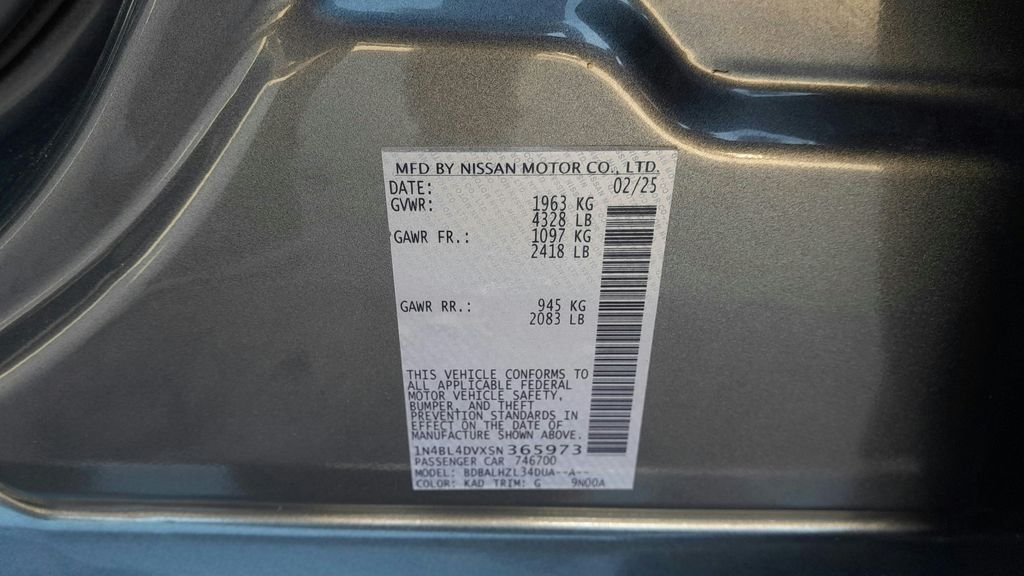 MFD BY NISSAN MOTOR CO., LTD.
DATE: 02/25
GVWR: 1963 KG
4328 LB
GAWR FR.: 1097 KG
2418 LB
GAWR RR.: 945 KG
2083 LB
THIS VEHICLE CONFORMS TO
ALL APPLICABLE FEDERAL
MOTOR VEHICLE SAFETY,
BUMPER, AND THEFT
PREVENTION STANDARDS IN
EFFECT ON THE DATE OF
MANUFACTURE SHOWN ABOVE.
1N4BL4DVXSN365973
PASSENGER CAR 746700
MODEL: BDBALHZL34DUA--A--
COLOR: KAD TRIM: G 9N00A